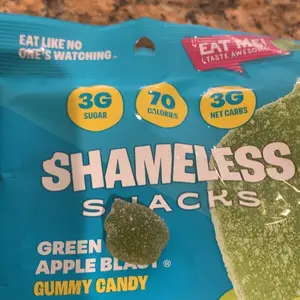 EAT LIKE NO
ONE'S WATCHING™
EAT ME!
TASTE AWESOME
3G
SUGAR
70
CALORIES
3G
NET CARBS
SHAMELESS
SNACKS
GREEN
APPLE BLAST®
GUMMY CANDY